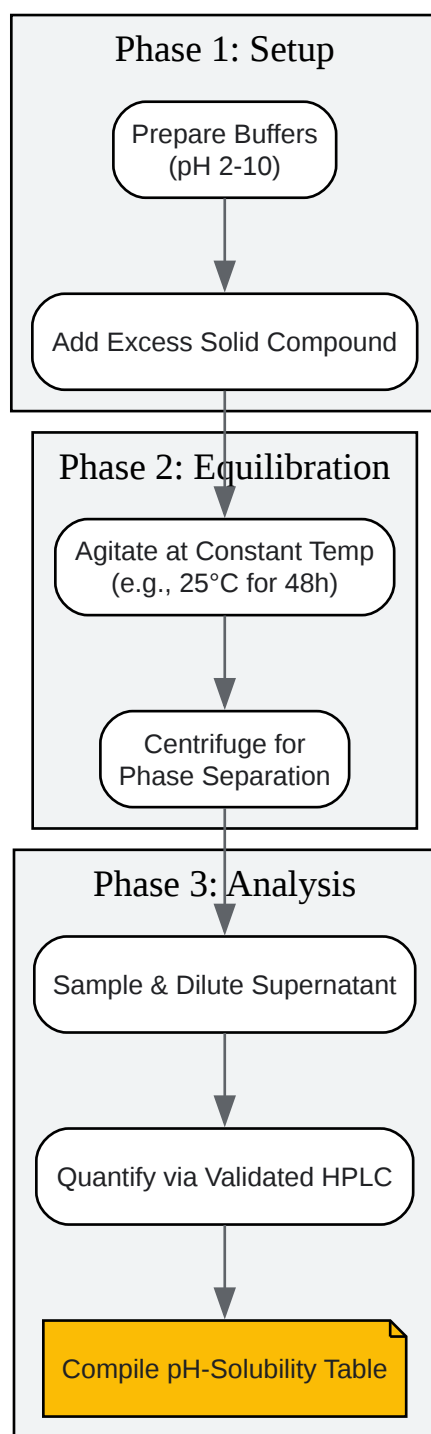 Phase 1: Setup
Prepare Buffers
(pH 2-10)
Add Excess Solid Compound
Phase 2: Equilibration
Agitate at Constant Temp
(e.g., 25°C for 48h)
Centrifuge for
Phase Separation
Phase 3: Analysis
Sample & Dilute Supernatant
Quantify via Validated HPLC
Compile pH-Solubility Table